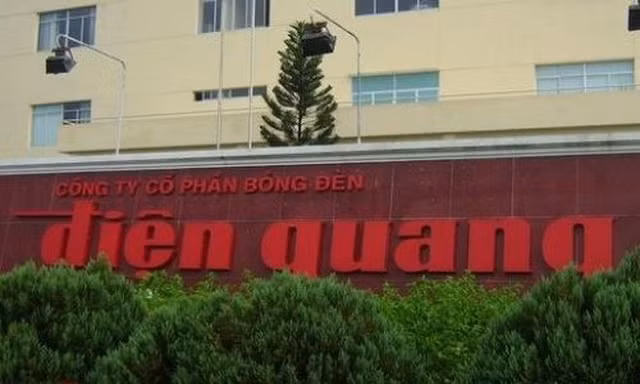 CÔNG TY CỔ PHẦN BÓNG ĐÈN
điện quang